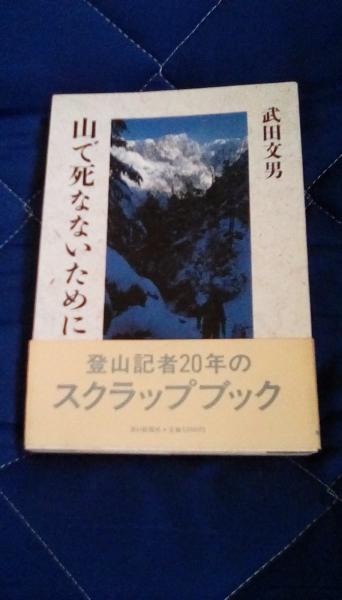 山で死なないために
武田文男
登山記者20年の
スクラップブック